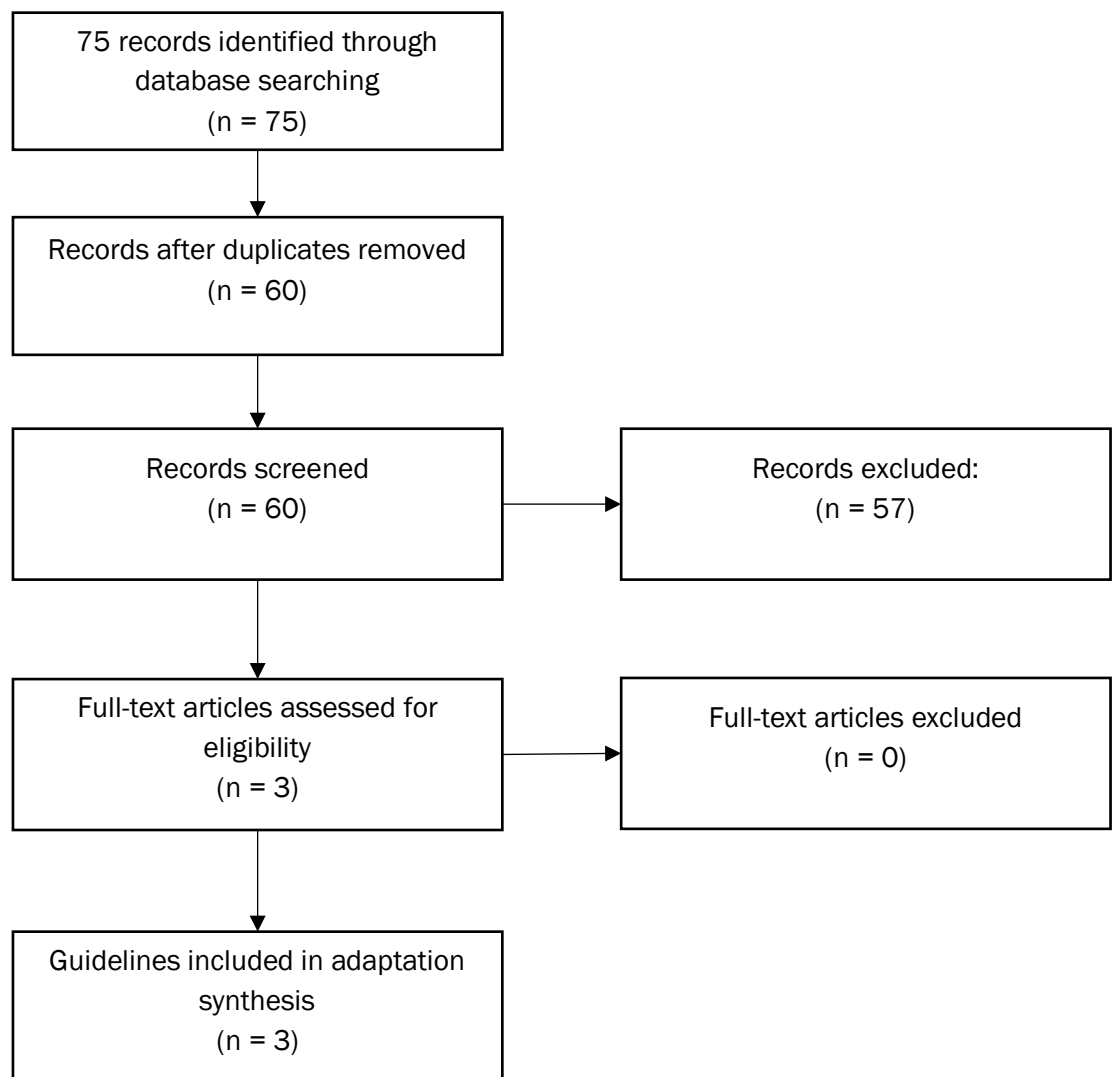 75 records identified through
database searching
(n = 75)
Records after duplicates removed
(n = 60)
Records screened
(n = 60)
Records excluded:
(n = 57)
Full-text articles assessed for
eligibility
(n = 3)
Full-text articles excluded
(n = 0)
Guidelines included in adaptation
synthesis
(n = 3)